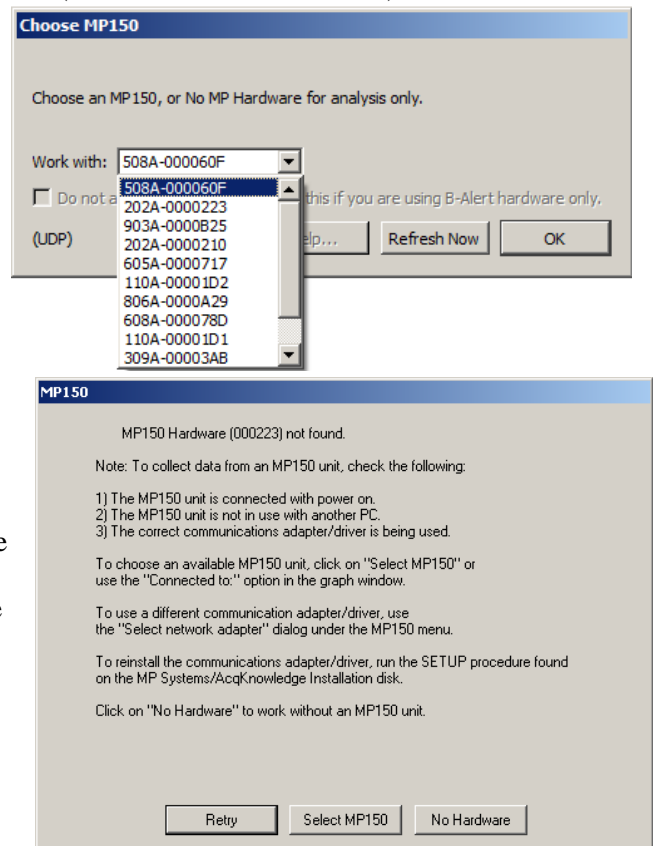 Choose MP150
Choose an MP150, or No MP Hardware for analysis only.
Work with: 508A-000060F
508A-000060F
Do not a this if you are using B-Alert hardware only.
202A-0000223
903A-0000B25
(UDP) elp... Refresh Now OK
202A-0000210
605A-0000717
110A-00001D2
806A-0000A29
608A-000078D
110A-00001D1
309A-00003AB
MP150
MP150 Hardware (000223) not found.
Note: To collect data from an MP150 unit, check the following:
1) The MP150 unit is connected with power on.
2) The MP150 unit is not in use with another PC.
3) The correct communications adapter/driver is being used.
e
To choose an available MP150 unit, click on "Select MP150" or
use the "Connected to:" option in the graph window.
e
To use a different communication adapter/driver, use
the "Select network adapter" dialog under the MP150 menu.
To reinstall the communications adapter/driver, run the SETUP procedure found
on the MP Systems/AcqKnowledge Installation disk.
Click on "No Hardware" to work without an MP150 unit.
Retry Select MP150 No Hardware